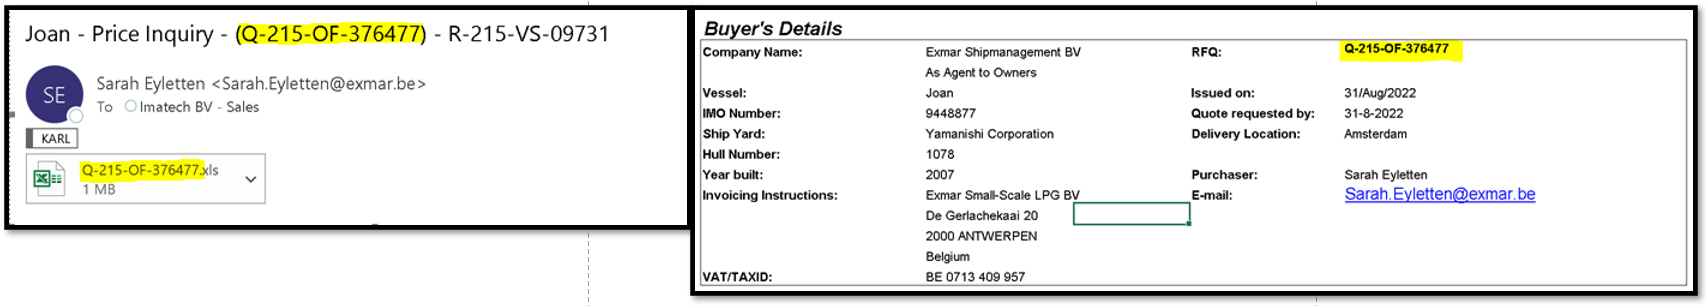 Joan - Price Inquiry - (Q-215-OF-376477) - R-215-VS-09731
SE
Sarah Eyletten <Sarah.Eyletten@exmar.be>
To Imatech BV - Sales
KARL
Q-215-OF-376477.xls
1 MB
Buyer's Details
Company Name: Exmar Shipmanagement BV RFQ: Q-215-OF-376477
As Agent to Owners
Vessel: Joan Issued on: 31/Aug/2022
IMO Number: 9448877 Quote requested by: 31-8-2022
Ship Yard: Yamanishi Corporation Delivery Location: Amsterdam
Hull Number: 1078
Year built: 2007 Purchaser: Sarah Eyletten
Invoicing Instructions: Exmar Small-Scale LPG BV E-mail: Sarah.Eyletten@exmar.be
De Gerlachekaai 20
2000 ANTWERPEN
Belgium
VAT/TAXID: BE 0713 409 957